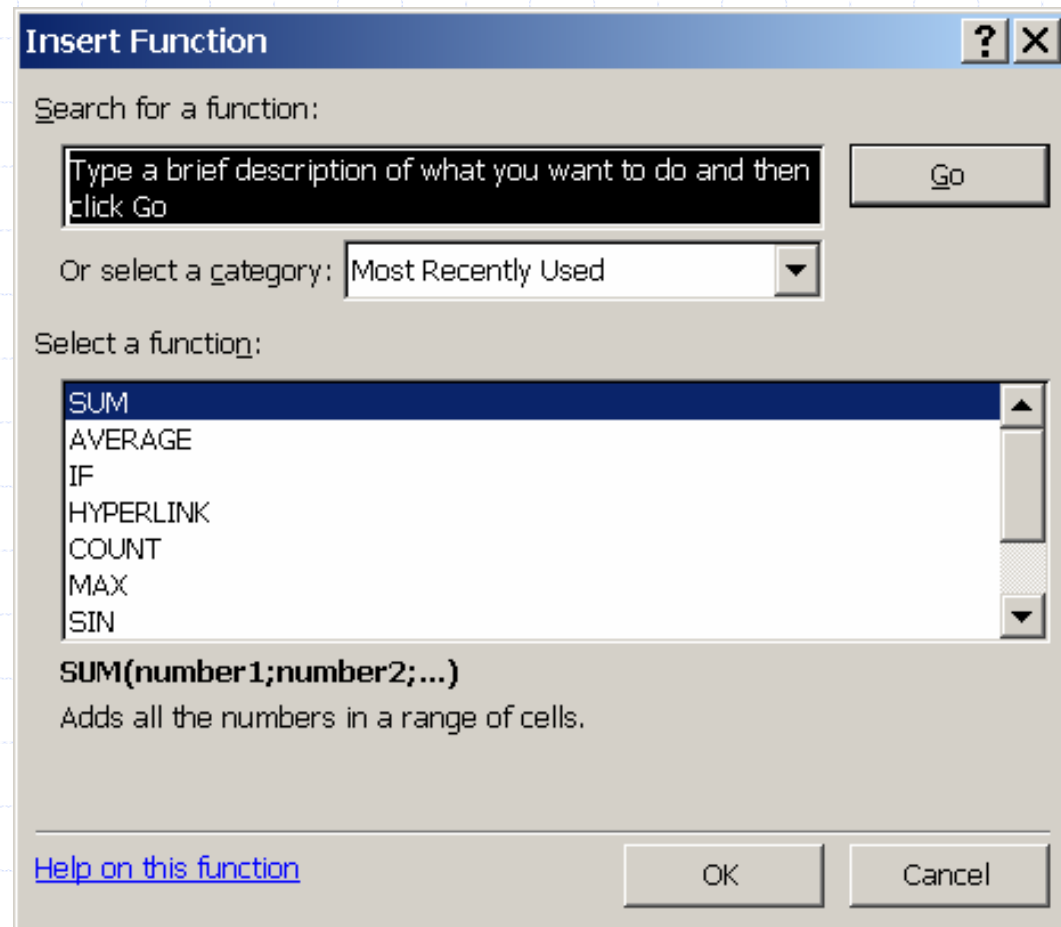 Insert Function
Search for a function:
Type a brief description of what you want to do and then
click Go
Go
Or select a category: Most Recently Used
Select a function:
SUM
AVERAGE
IF
HYPERLINK
COUNT
MAX
SIN
SUM(number1;number2;...)
Adds all the numbers in a range of cells.
Help on this function
OK
Cancel